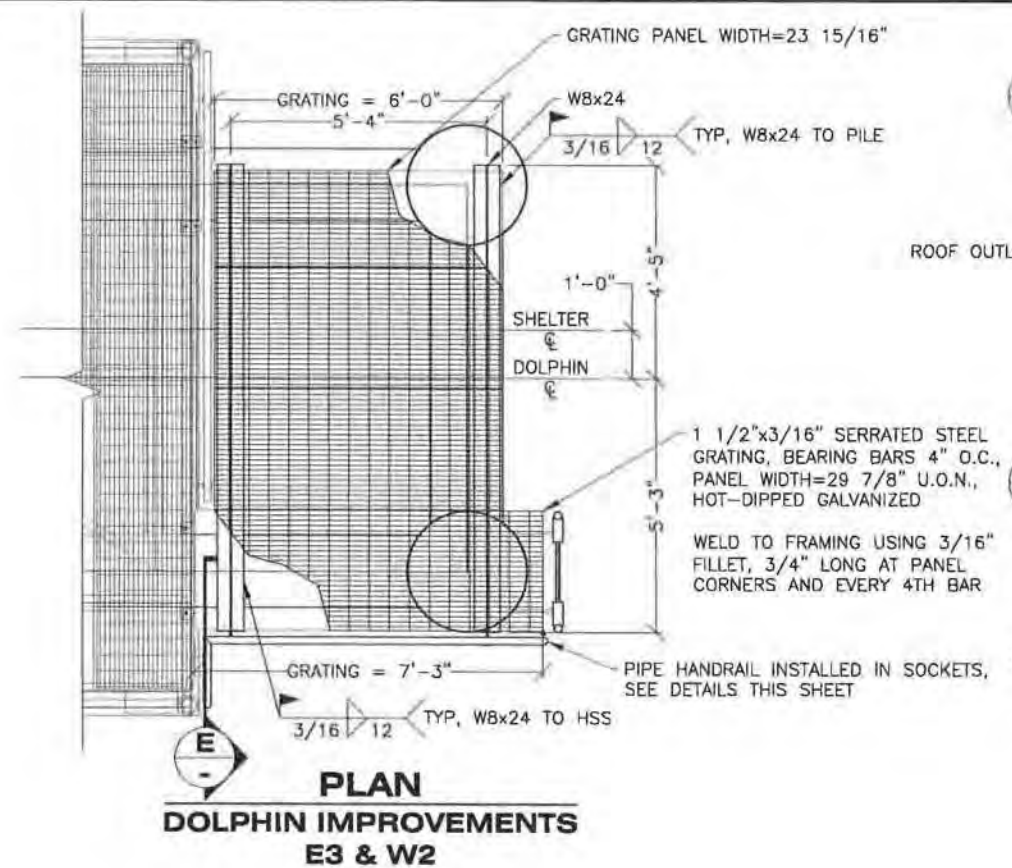 GRATING PANEL WIDTH=23 15/16"
GRATING = 6'-0"
W8x24
5'-4"
3/16 12
TYP, W8x24 TO PILE
4'-5"
ROOF OUTL
1'-0"
SHELTER
℄
DOLPHIN
℄
1 1/2"x3/16" SERRATED STEEL
GRATING, BEARING BARS 4" O.C.,
PANEL WIDTH=29 7/8" U.O.N.,
HOT-DIPPED GALVANIZED
5'-3"
WELD TO FRAMING USING 3/16"
FILLET, 3/4" LONG AT PANEL
CORNERS AND EVERY 4TH BAR
GRATING = 7'-3"
PIPE HANDRAIL INSTALLED IN SOCKETS,
SEE DETAILS THIS SHEET
3/16 12
TYP, W8x24 TO HSS
E
-
PLAN
DOLPHIN IMPROVEMENTS
E3 & W2